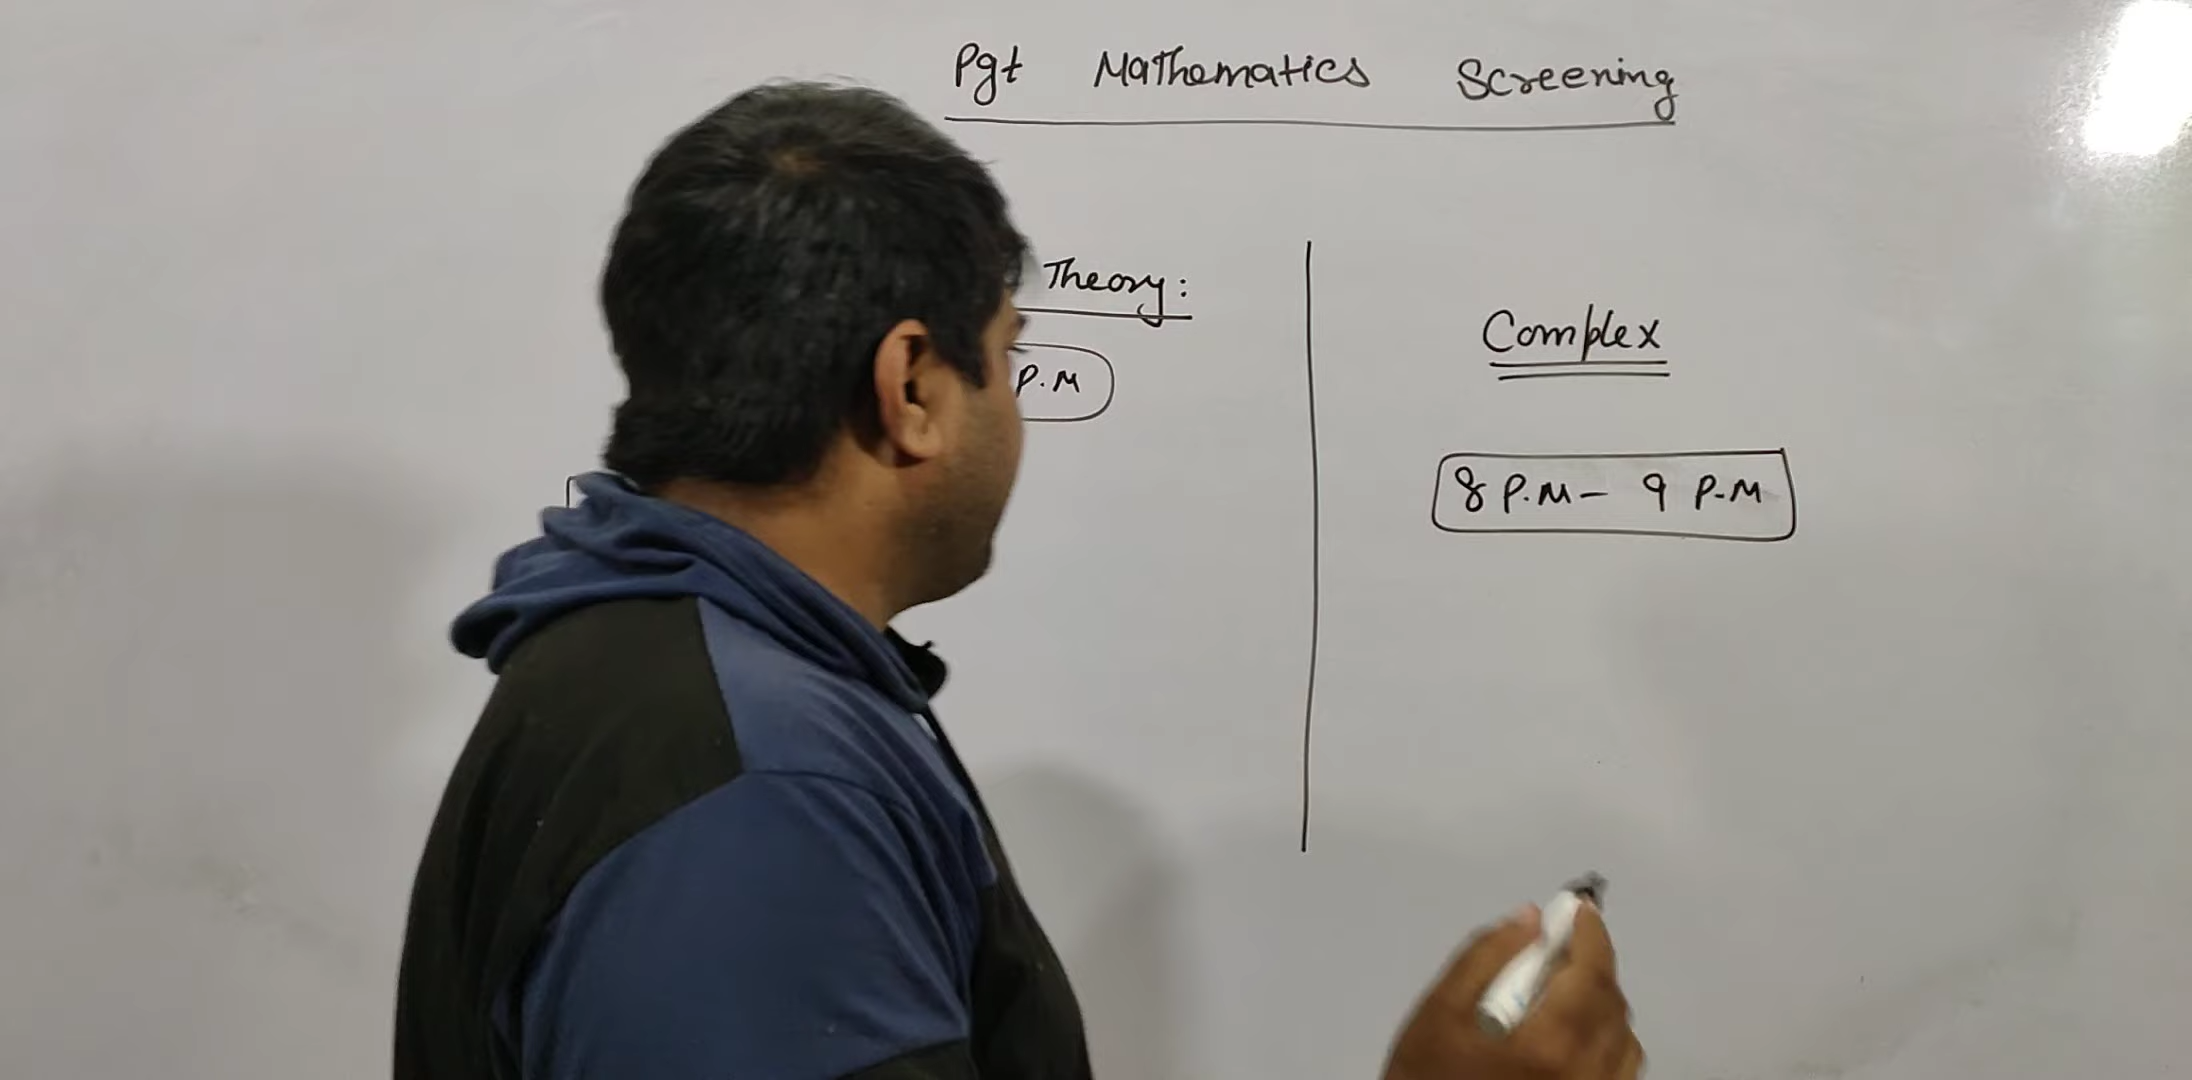 Pgt Mathematics Screening
Theory:
P.M
Complex
8 P.M - 9 P.M